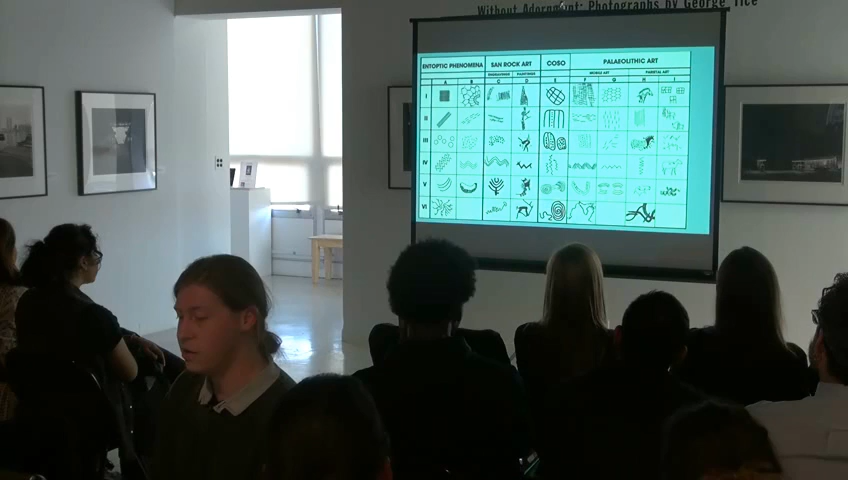 Without Adornment: Photographs by George Tice
ENTOPTIC PHENOMENA SAN ROCK ART COSO PALAEOLITHIC ART
ENGRAVINGS PAINTINGS MOBILE ART PARIETAL ART
A B C D E F G H I
I
II
III
IV
V
VI